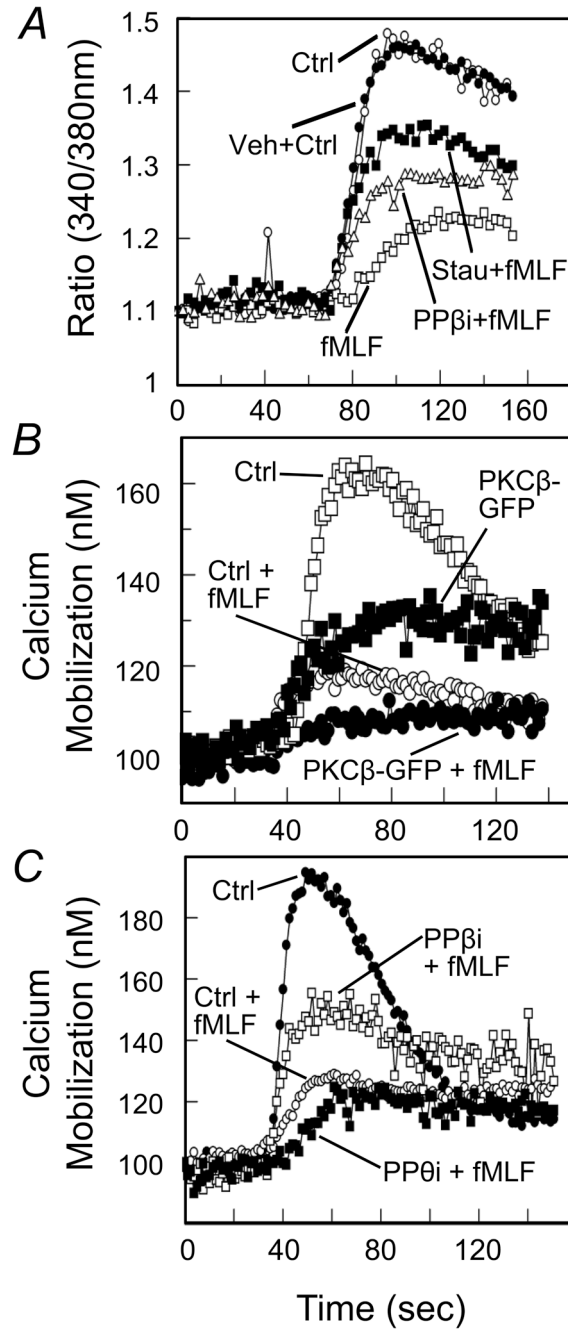 A
1.5
1.4
1.3
1.2
1.1
1
Ratio (340/380nm)
Ctrl
Veh+Ctrl
Stau+fMLF
PPβi+fMLF
fMLF
0 40 80 120 160
B
160
140
120
100
Calcium
Mobilization (nM)
Ctrl
PKCβ-
GFP
Ctrl +
fMLF
PKCβ-GFP + fMLF
0 40 80 120
C
180
160
140
120
100
Calcium
Mobilization (nM)
Ctrl
PPβi
+ fMLF
Ctrl +
fMLF
PPθi + fMLF
0 40 80 120
Time (sec)